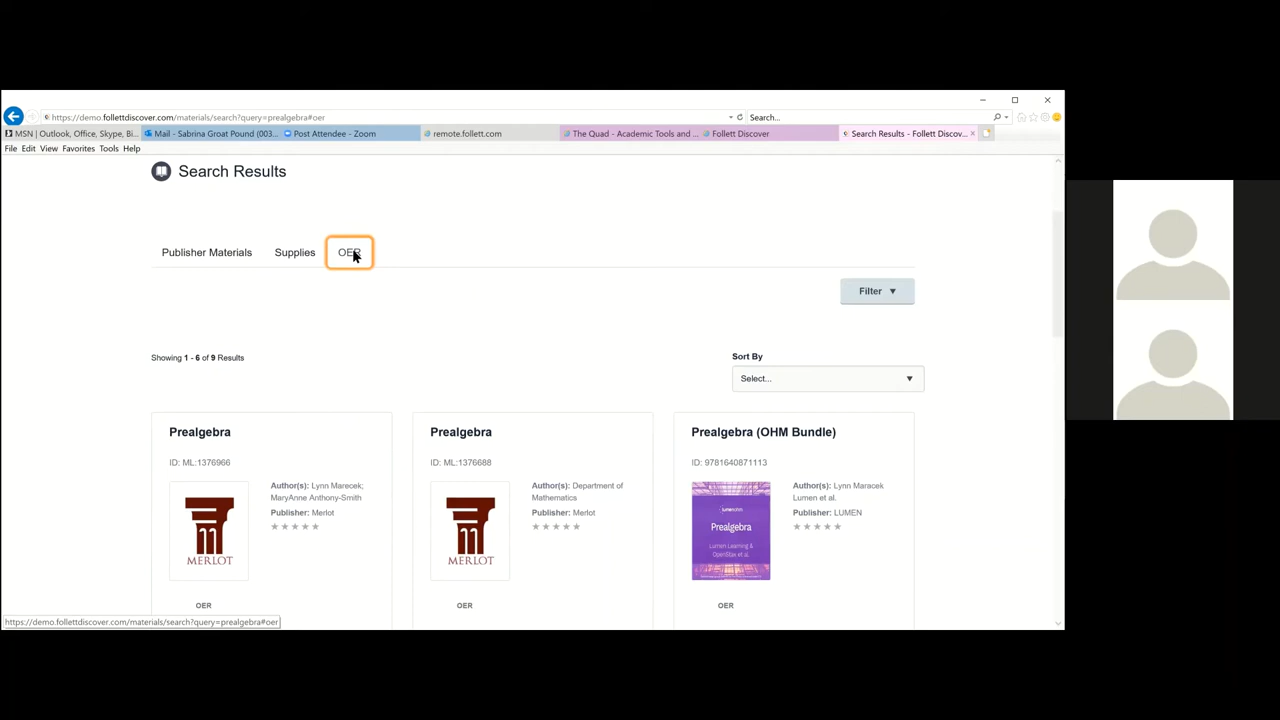 https://demo.follettdiscover.com/materials/search?query=prealgebra#oer
Search...
MSN | Outlook, Office, Skype, Bi...
Mail - Sabrina Groat Pound (003...
Post Attendee - Zoom
remote.follett.com
The Quad - Academic Tools and ...
Follett Discover
Search Results - Follett Discov...
File Edit View Favorites Tools Help
Search Results
Publisher Materials Supplies OER
Filter
Showing 1 - 6 of 9 Results
Sort By
Select...
Prealgebra
ID: ML:1376966
MERLOT
Author(s): Lynn Marecek;
MaryAnne Anthony-Smith
Publisher: Merlot
OER
Prealgebra
ID: ML:1376688
MERLOT
Author(s): Department of
Mathematics
Publisher: Merlot
OER
Prealgebra (OHM Bundle)
ID: 9781640871113
Prealgebra
Lumen Learning &
OpenStax et al.
Author(s): Lynn Maracek
Lumen et al.
Publisher: LUMEN
OER
https://demo.follettdiscover.com/materials/search?query=prealgebra#oer